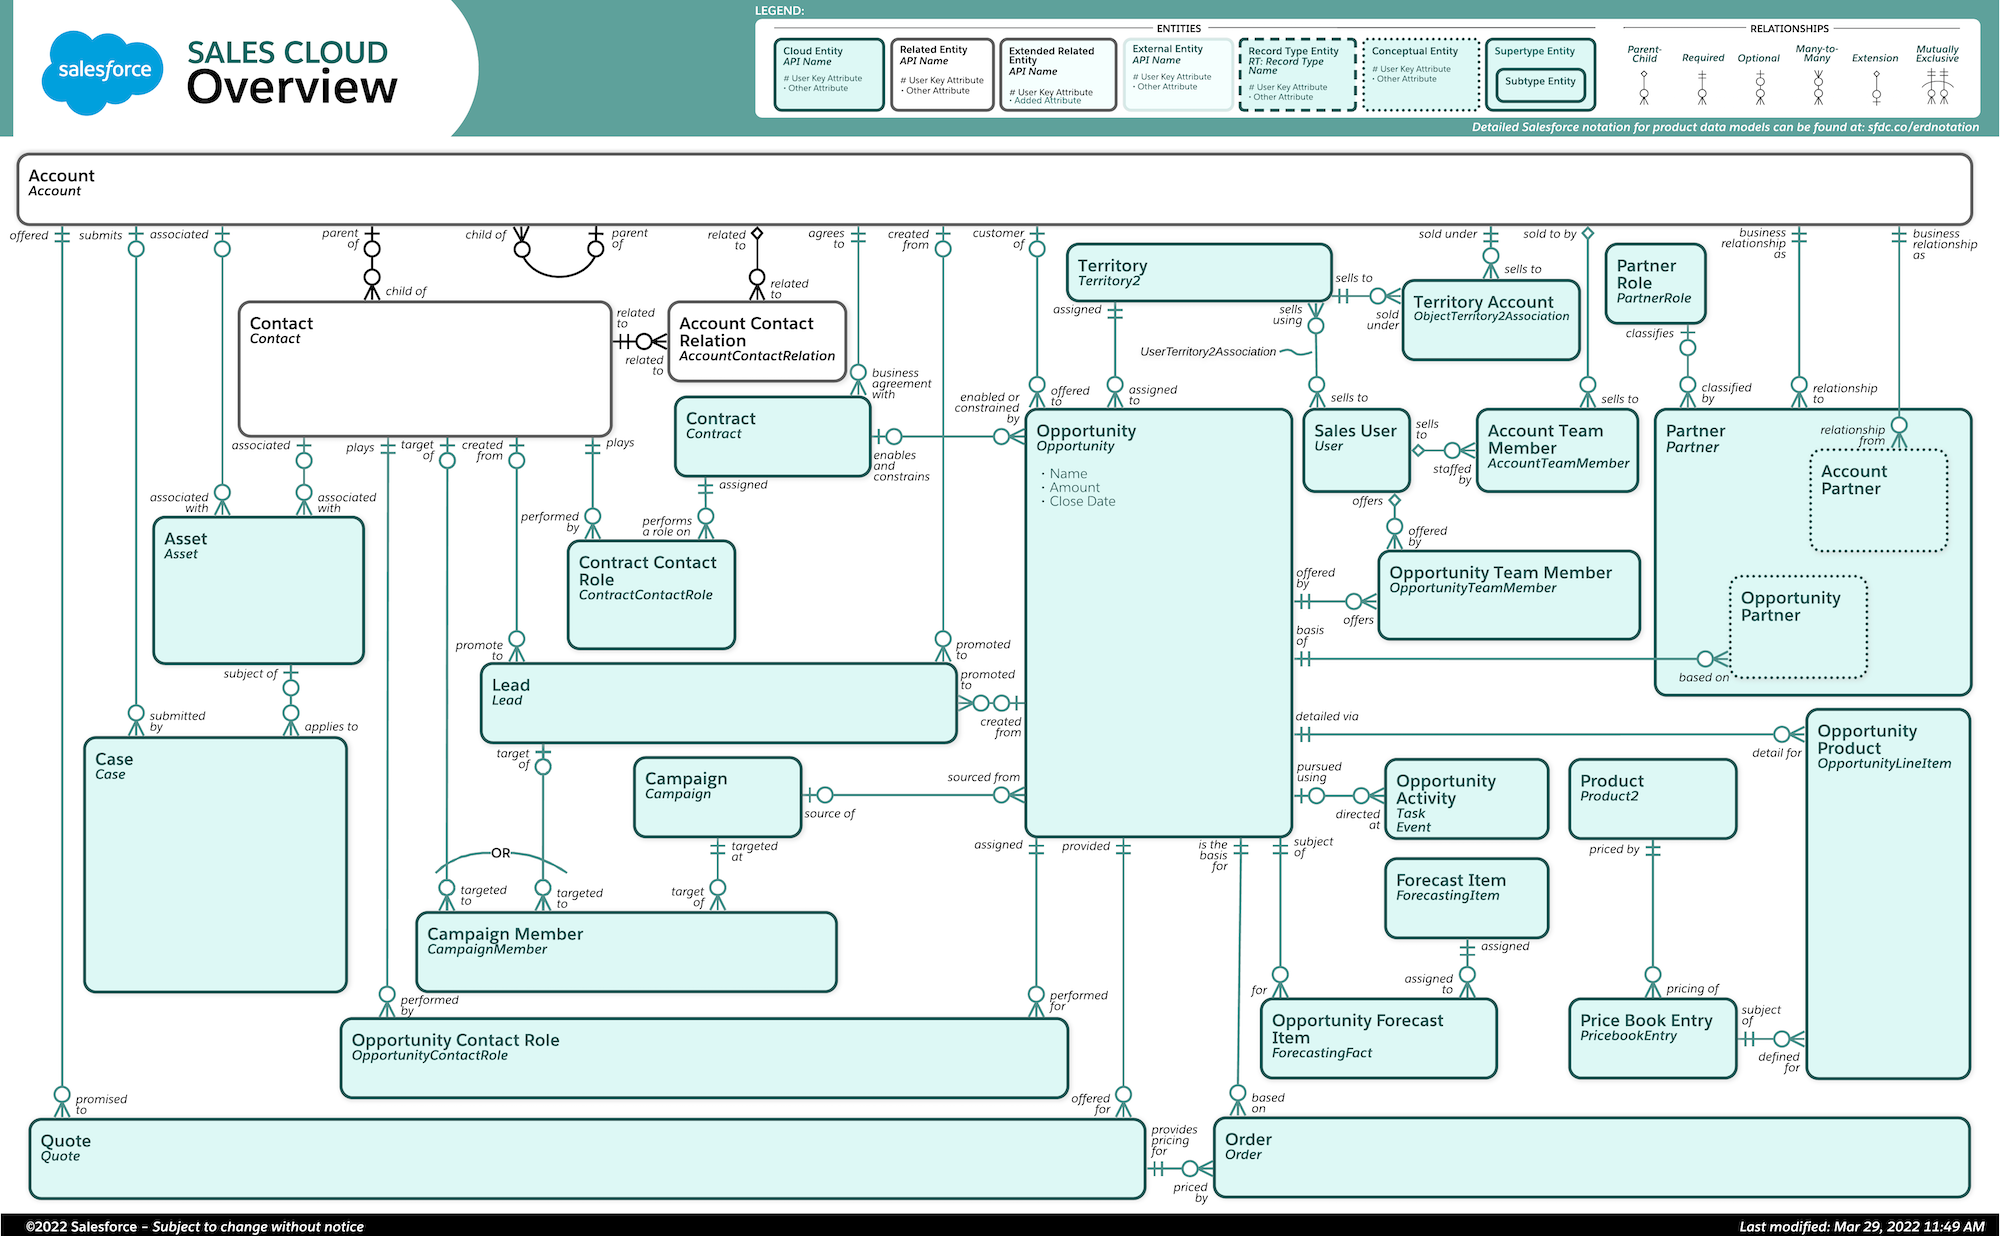 LEGEND:
salesforce
SALES CLOUD
Overview
ENTITIES
Cloud Entity
API Name
# User Key Attribute
• Other Attribute
Related Entity
API Name
# User Key Attribute
• Other Attribute
Extended Related
Entity
API Name
# User Key Attribute
• Added Attribute
External Entity
API Name
# User Key Attribute
• Other Attribute
Record Type Entity
RT: Record Type
Name
# User Key Attribute
• Other Attribute
Conceptual Entity
# User Key Attribute
• Other Attribute
Supertype Entity
Subtype Entity
RELATIONSHIPS
Parent-
Child
Required
Optional
Many-to-
Many
Extension
Mutually
Exclusive
Detailed Salesforce notation for product data models can be found at: sfdc.co/erdnotation
Account
Account
offered
submits
associated
parent
of
child of
parent
of
related
to
agrees
to
created
from
customer
of
sold under
sold to by
business
relationship
as
business
relationship
as
child of
related
to
Contact
Contact
related
to
related
to
Account Contact
Relation
AccountContactRelation
business
agreement
with
Territory
Territory2
assigned
sells
using
sells to
sold
under
sells to
Territory Account
ObjectTerritory2Association
UserTerritory2Association
Partner
Role
PartnerRole
classifies
classified
by
relationship
to
enabled or
constrained
by
offered
to
assigned
to
sells to
sells to
Contract
Contract
enables
and
constrains
assigned
Opportunity
Opportunity
• Name
• Amount
• Close Date
Sales User
User
sells
to
staffed
by
Account Team
Member
AccountTeamMember
Partner
Partner
relationship
from
Account
Partner
Opportunity
Partner
based on
associated
plays
target
of
created
from
plays
associated
with
associated
with
performed
by
performs
a role on
offers
offered
by
Asset
Asset
Contract Contact
Role
ContractContactRole
offered
by
offers
Opportunity Team Member
OpportunityTeamMember
basis
of
promote
to
promoted
to
subject of
submitted
by
applies to
Lead
Lead
promoted
to
created
from
detailed via
detail for
Opportunity
Product
OpportunityLineItem
Case
Case
target
of
Campaign
Campaign
source of
sourced from
pursued
using
directed
at
Opportunity
Activity
Task
Event
Product
Product2
priced by
OR
targeted
to
targeted
to
targeted
at
target
of
assigned
provided
is the
basis
for
subject
of
Forecast Item
ForecastingItem
assigned
assigned
to
for
pricing of
Campaign Member
CampaignMember
performed
by
performed
for
Opportunity Contact Role
OpportunityContactRole
Opportunity Forecast
Item
ForecastingFact
Price Book Entry
PricebookEntry
subject
of
defined
for
promised
to
offered
for
based
on
Quote
Quote
provides
pricing
for
priced
by
Order
Order
©2022 Salesforce – Subject to change without notice
Last modified: Mar 29, 2022 11:49 AM